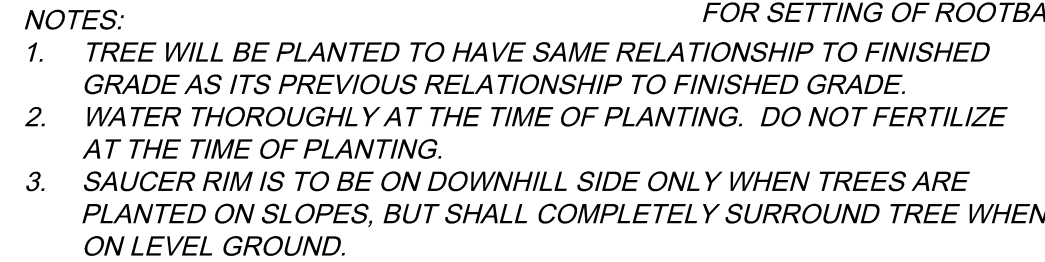 FOR SETTING OF ROOTBA
NOTES:
1. TREE WILL BE PLANTED TO HAVE SAME RELATIONSHIP TO FINISHED
GRADE AS ITS PREVIOUS RELATIONSHIP TO FINISHED GRADE.
2. WATER THOROUGHLY AT THE TIME OF PLANTING. DO NOT FERTILIZE
AT THE TIME OF PLANTING.
3. SAUCER RIM IS TO BE ON DOWNHILL SIDE ONLY WHEN TREES ARE
PLANTED ON SLOPES, BUT SHALL COMPLETELY SURROUND TREE WHEN
ON LEVEL GROUND.